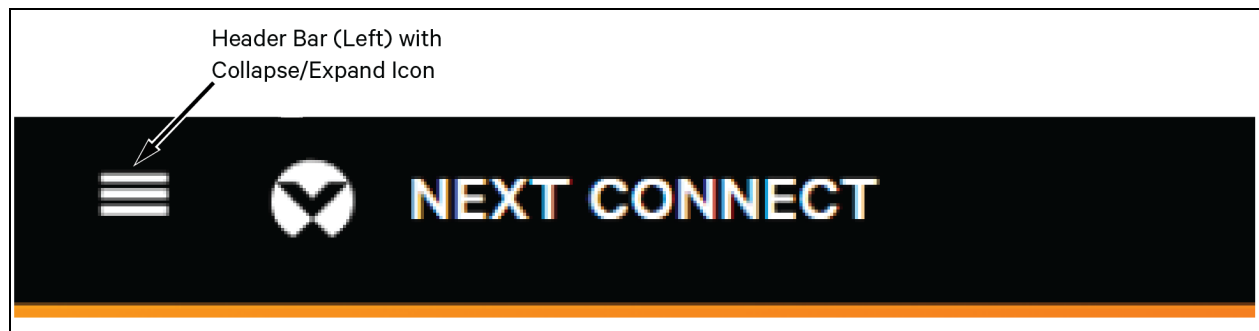 Header Bar (Left) with
Collapse/Expand Icon
NEXT CONNECT